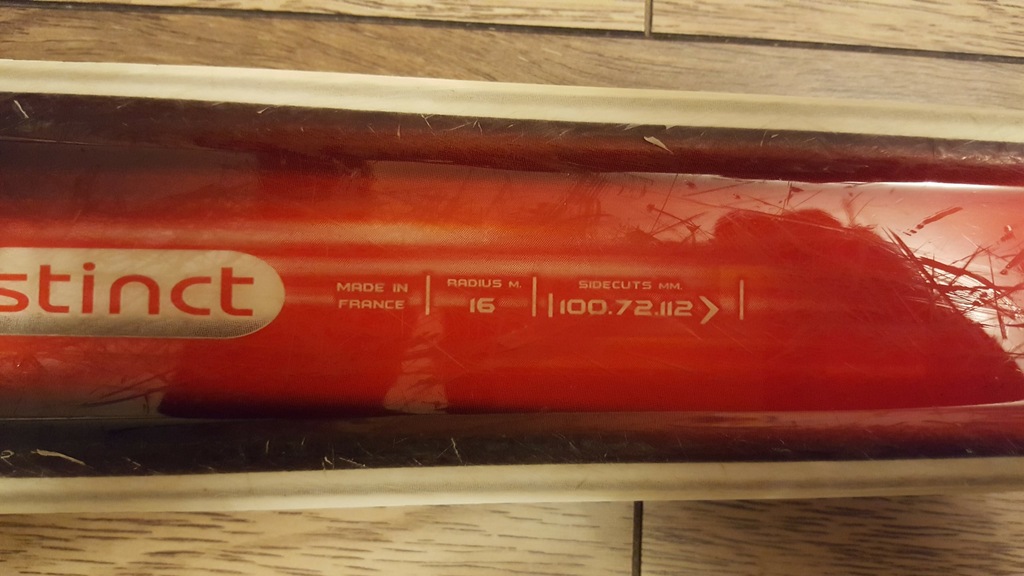 stinct
MADE IN
FRANCE
RADIUS M.
16
SIDECUTS MM.
100.72.112